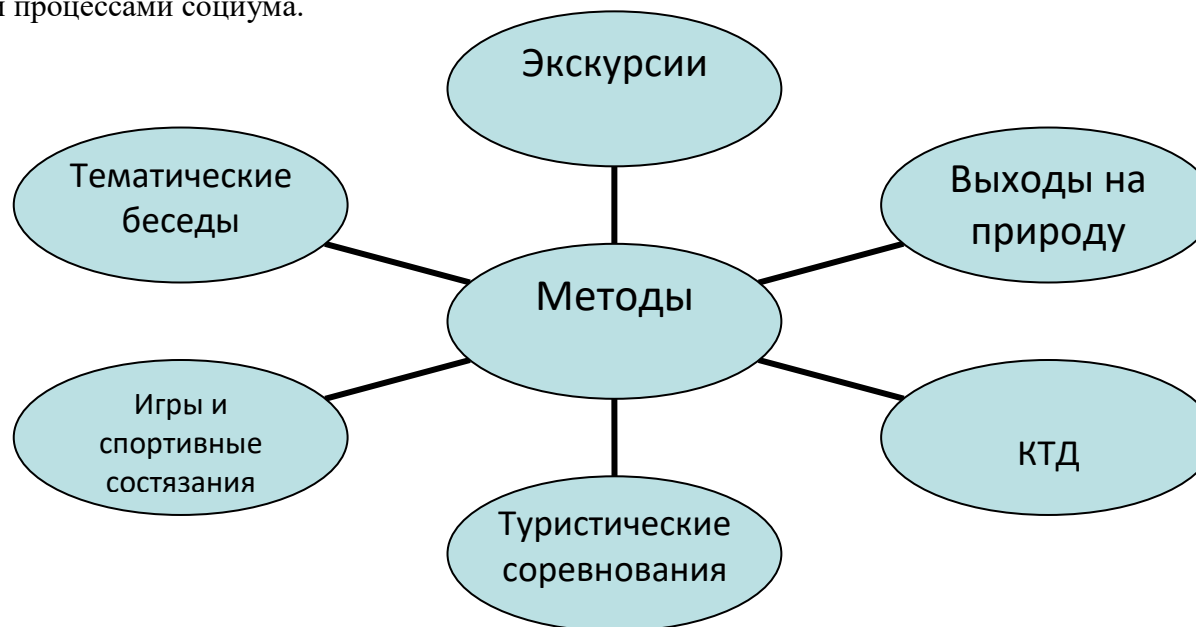 и процессами социума.
Экскурсии
Тематические
беседы
Выходы на
природу
Методы
Игры и
спортивные
состязания
КТД
Туристические
соревнования